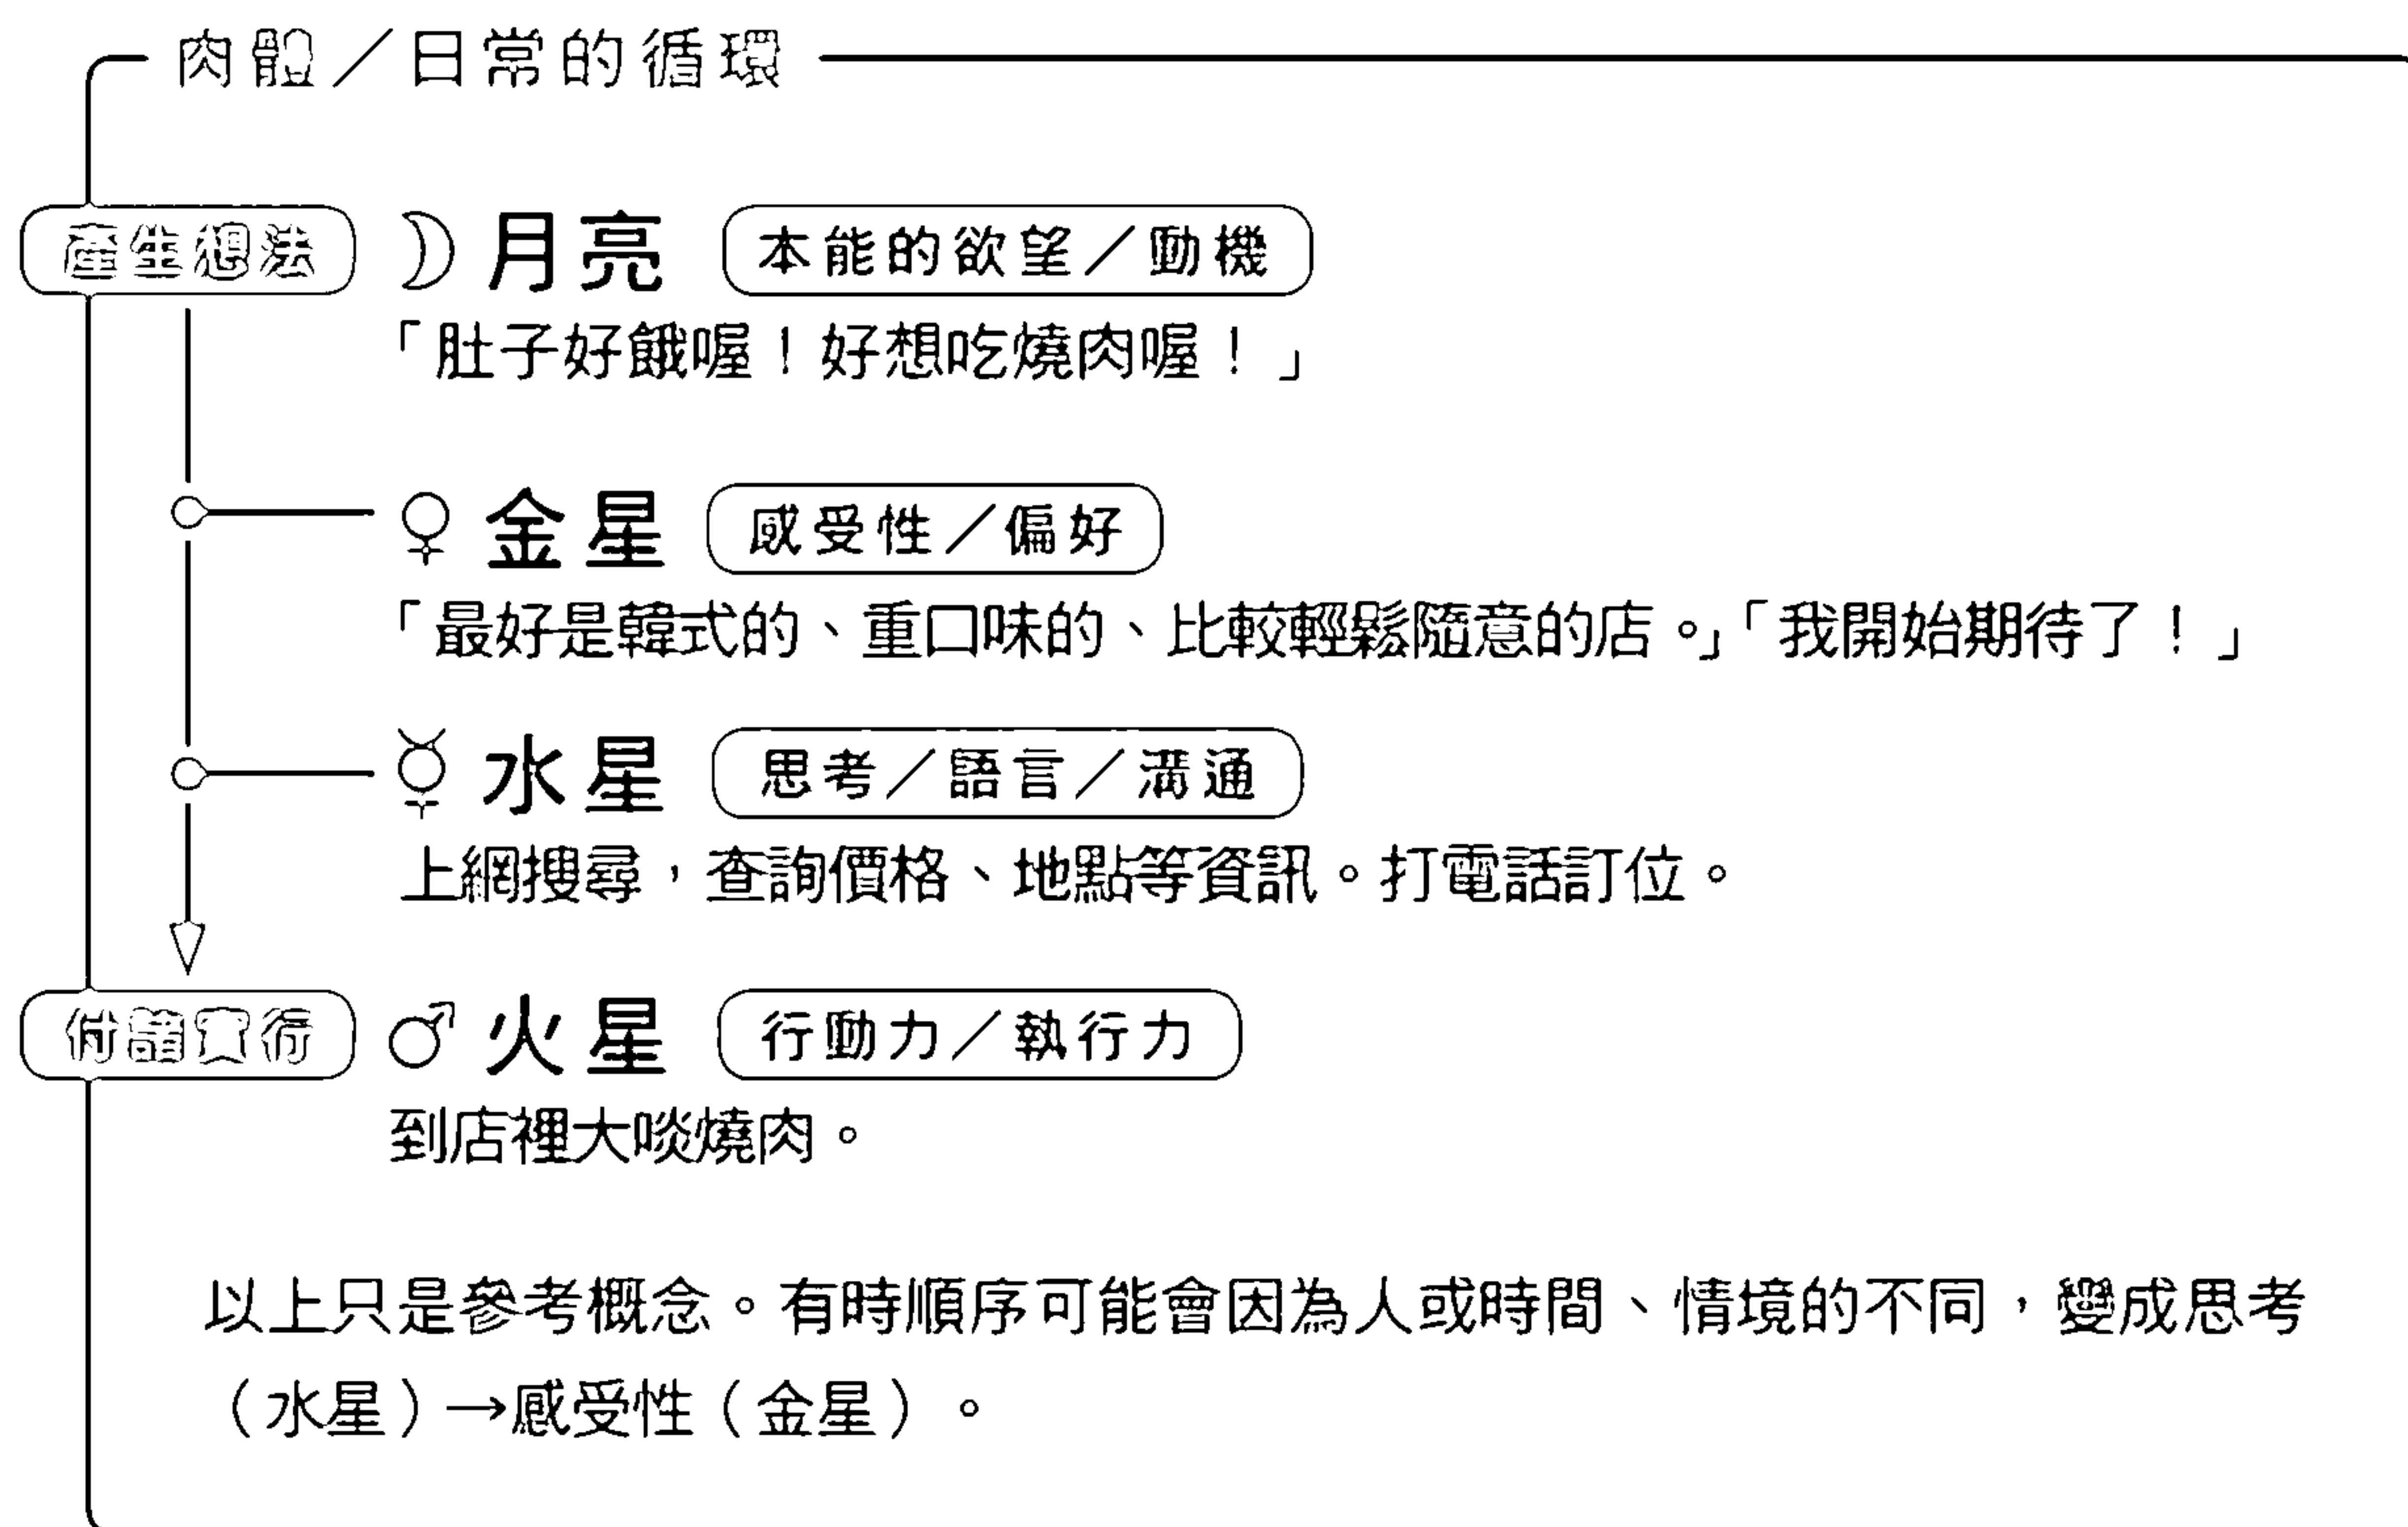 肉體／日常的循環
產生想法 月亮 本能的欲望／動機
「肚子好餓喔！好想吃燒肉喔！」
金星 感受性／偏好
「最好是韓式的、重口味的、比較輕鬆隨意的店。」「我開始期待了！」
水星 思考／語言／溝通
上網搜尋，查詢價格、地點等資訊。打電話訂位。
付諸實行 火星 行動力／執行力
到店裡大啖燒肉。
以上只是參考概念。有時順序可能會因為人或時間、情境的不同，變成思考
（水星）→感受性（金星）。